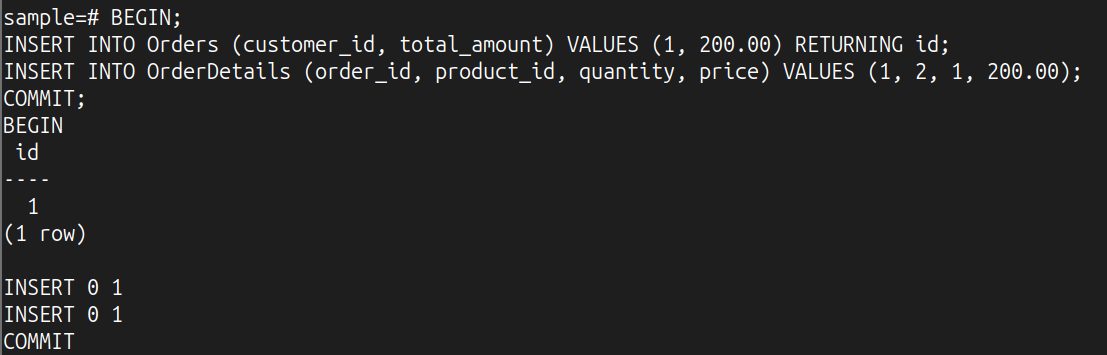 sample=# BEGIN;
INSERT INTO Orders (customer_id, total_amount) VALUES (1, 200.00) RETURNING id;
INSERT INTO OrderDetails (order_id, product_id, quantity, price) VALUES (1, 2, 1, 200.00);
COMMIT;
BEGIN
 id
----
  1
(1 row)

INSERT 0 1
INSERT 0 1
COMMIT